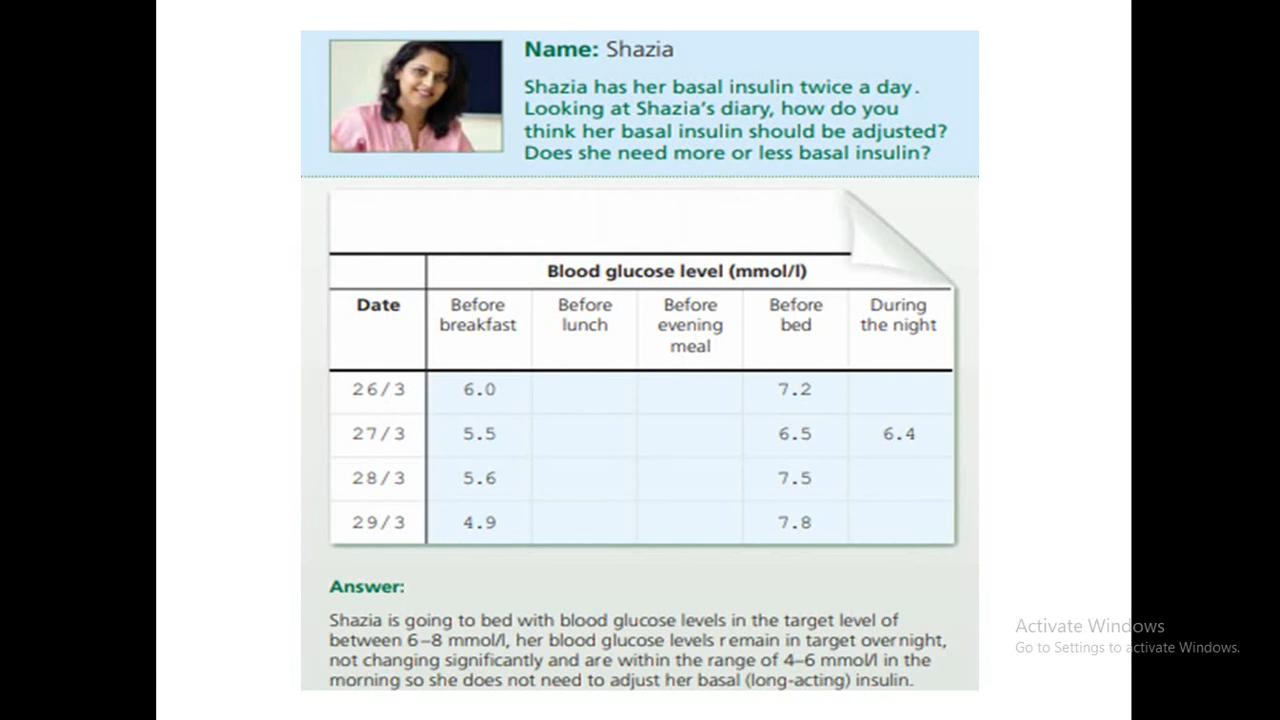 Name: Shazia
Shazia has her basal insulin twice a day.
Looking at Shazia's diary, how do you
think her basal insulin should be adjusted?
Does she need more or less basal insulin?
Blood glucose level (mmol/l)
Date Before breakfast Before lunch Before evening meal Before bed During the night
26/3 6.0 7.2
27/3 5.5 6.5 6.4
28/3 5.6 7.5
29/3 4.9 7.8
Answer:
Shazia is going to bed with blood glucose levels in the target level of
between 6–8 mmol/l, her blood glucose levels remain in target overnight,
not changing significantly and are within the range of 4–6 mmol/l in the
morning so she does not need to adjust her basal (long-acting) insulin.
Activate Windows
Go to Settings to activate Windows.